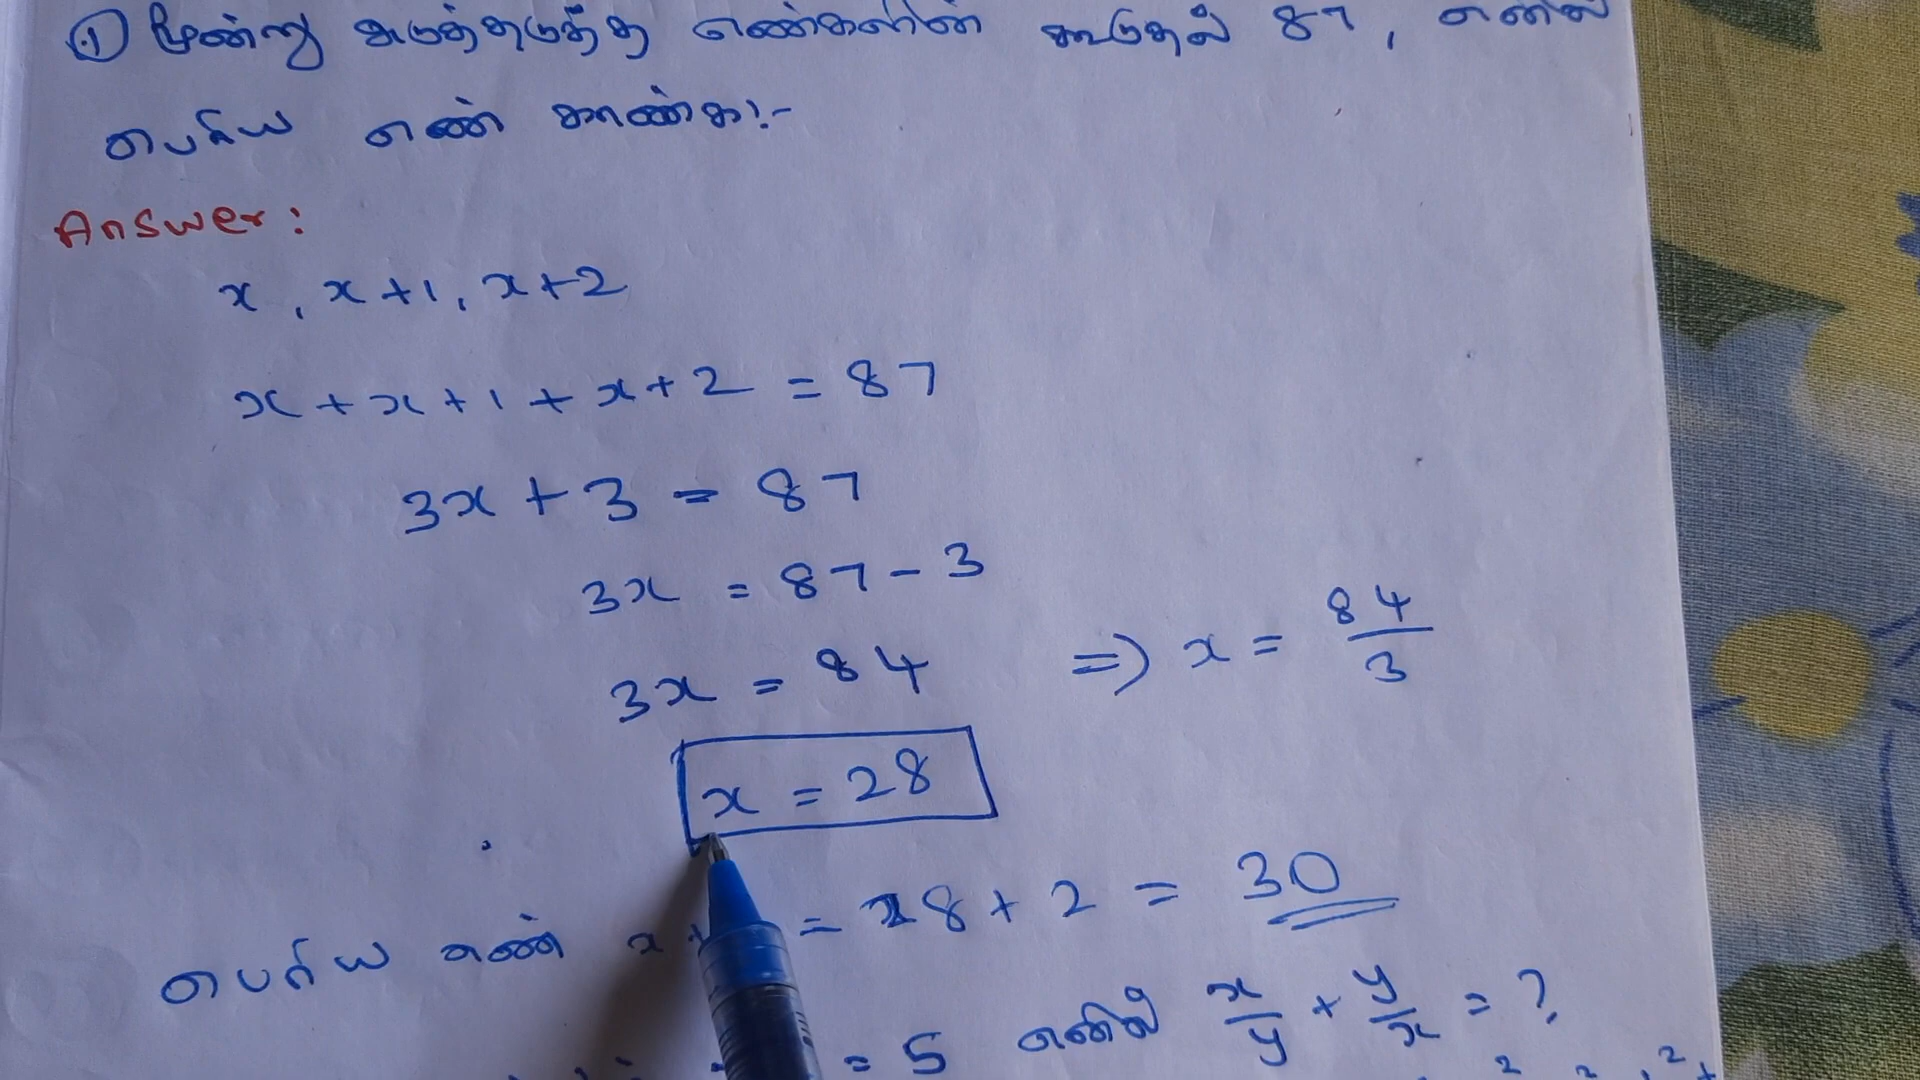 ① மூன்று அடுத்தடுத்த எண்களின் கூடுதல் 87, எனில்
பெரிய எண் காண்க:-
Answer:
x, x+1, x+2
x + x + 1 + x + 2 = 87
3x + 3 = 87
3x = 87 - 3
3x = 84 => x = 84/3
x = 28
பெரிய எண் x+ = 28 + 2 = 30
= 5 எனில் x/y + y/x = ?